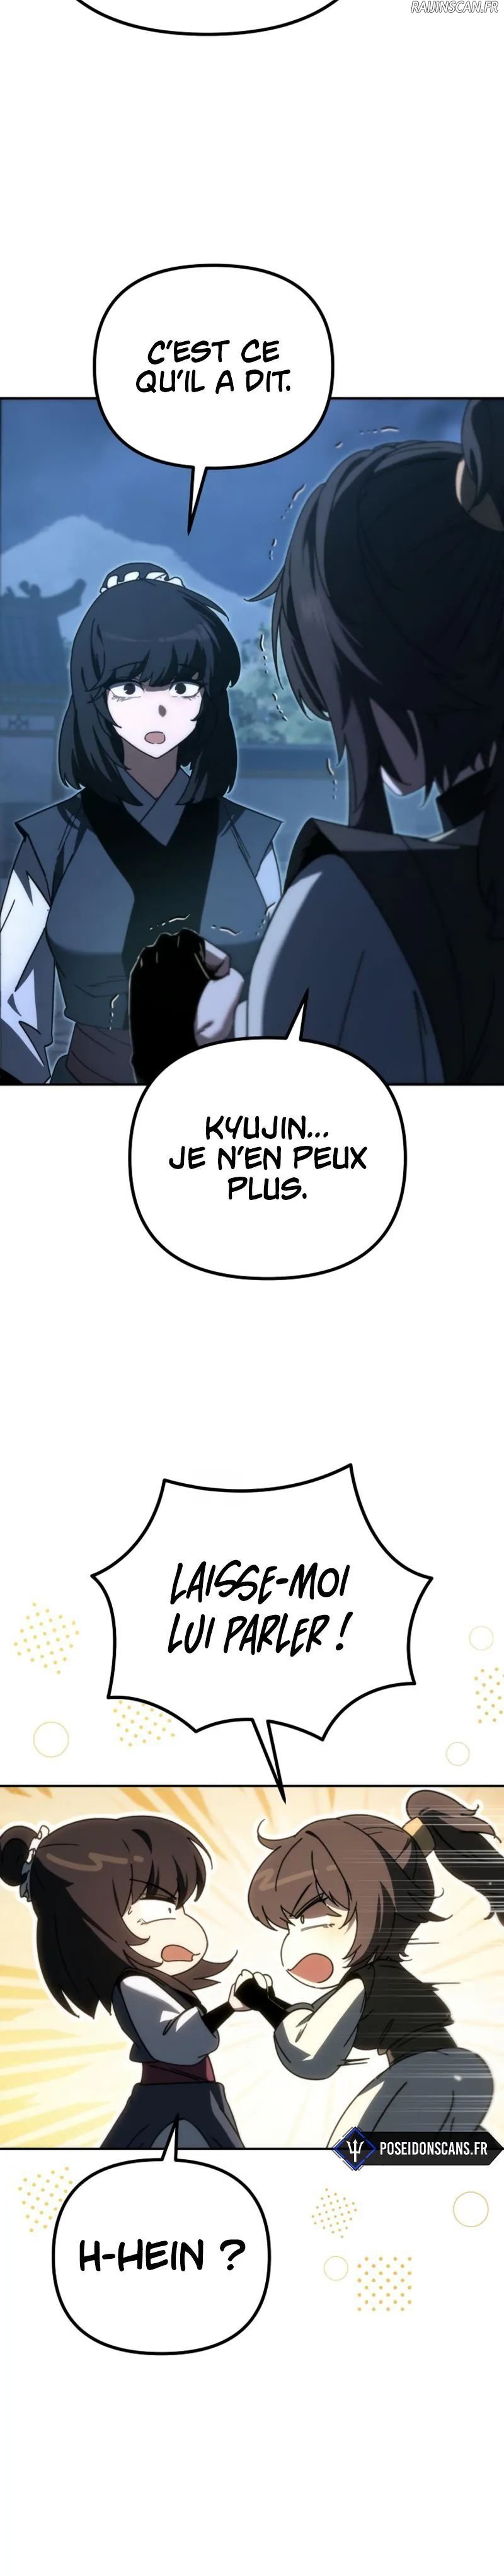 RAIJINSCAN.FR
C'EST CE
QU'IL A DIT.
KYUJIN...
JE N'EN PEUX
PLUS.
LAISSE-MOI
LUI PARLER !
POSEIDONSCANS.FR
H-HEIN ?